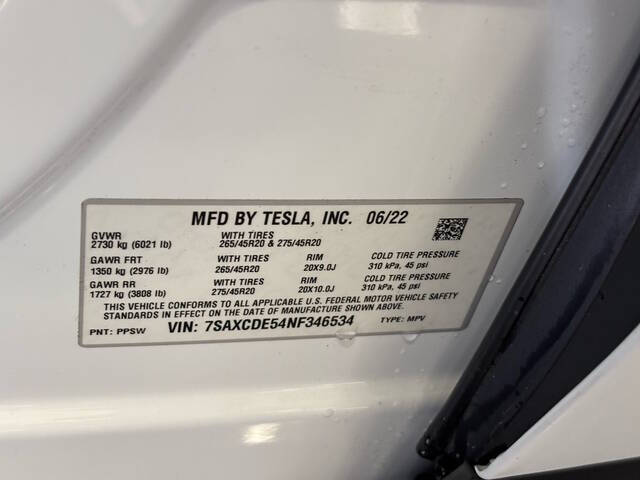 MFD BY TESLA, INC. 06/22
GVWR WITH TIRES
2730 kg (6021 lb) 265/45R20 & 275/45R20
GAWR FRT WITH TIRES RIM COLD TIRE PRESSURE
1350 kg (2976 lb) 265/45R20 20X9.0J 310 kPa, 45 psi
GAWR RR WITH TIRES RIM COLD TIRE PRESSURE
1727 kg (3808 lb) 275/45R20 20X10.0J 310 kPa, 45 psi
THIS VEHICLE CONFORMS TO ALL APPLICABLE U.S. FEDERAL MOTOR VEHICLE SAFETY
STANDARDS IN EFFECT ON THE DATE OF MANUFACTURE SHOWN ABOVE.
PNT: PPSW VIN: 7SAXCDE54NF346534 TYPE: MPV